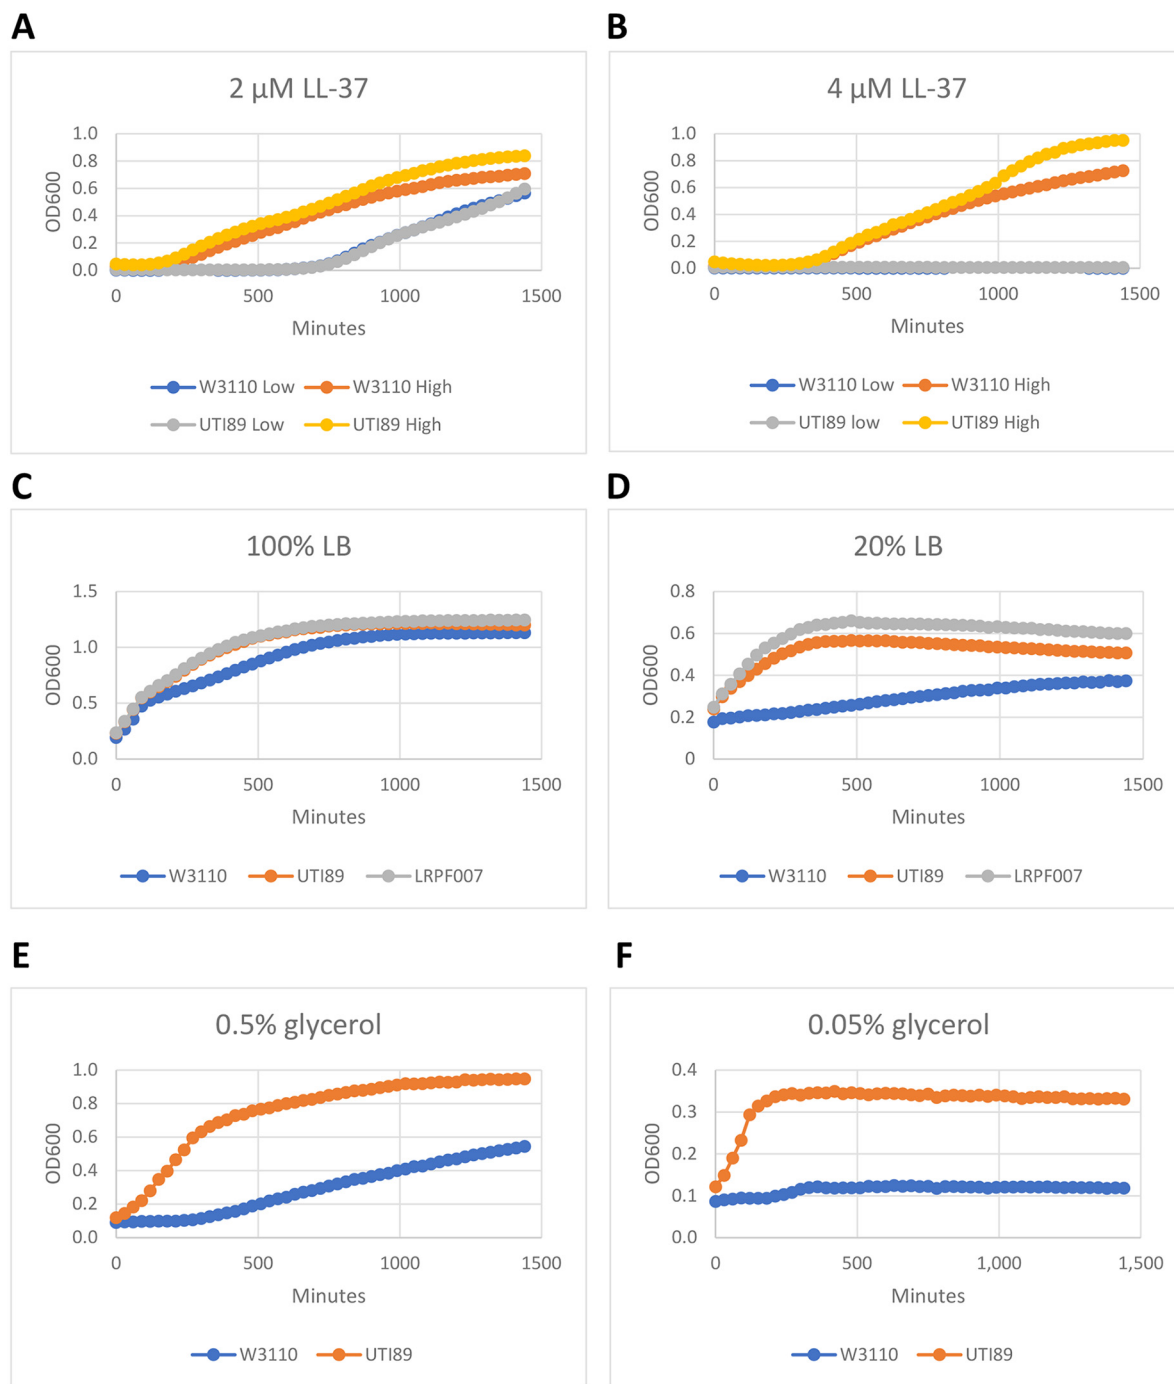 A
2 μM LL-37
1.0
0.8
0.6
0.4
0.2
0.0
OD600
0 500 1000 1500
Minutes
W3110 Low W3110 High
UTI89 Low UTI89 High
B
4 μM LL-37
1.0
0.8
0.6
0.4
0.2
0.0
OD600
0 500 1000 1500
Minutes
W3110 Low W3110 High
UTI89 low UTI89 High
C
100% LB
1.5
1.0
0.5
0.0
OD600
0 500 1000 1500
Minutes
W3110 UTI89 LRPF007
D
20% LB
0.8
0.6
0.4
0.2
0
OD600
0 500 1000 1500
Minutes
W3110 UTI89 LRPF007
E
0.5% glycerol
1.0
0.8
0.6
0.4
0.2
0.0
OD600
0 500 1000 1500
Minutes
W3110 UTI89
F
0.05% glycerol
0.4
0.3
0.2
0.1
0.0
OD600
0 500 1,000 1,500
Minutes
W3110 UTI89